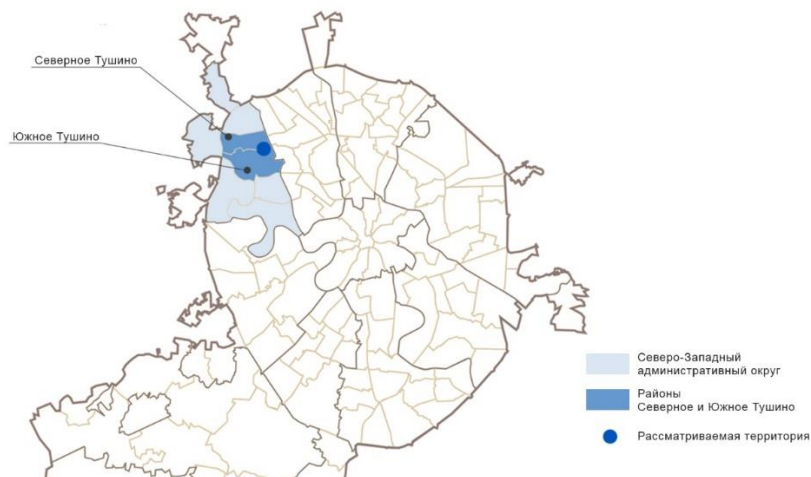 Северное Тушино
Южное Тушино
Северо-Западный
административный округ
Районы
Северное и Южное Тушино
Рассматриваемая территория